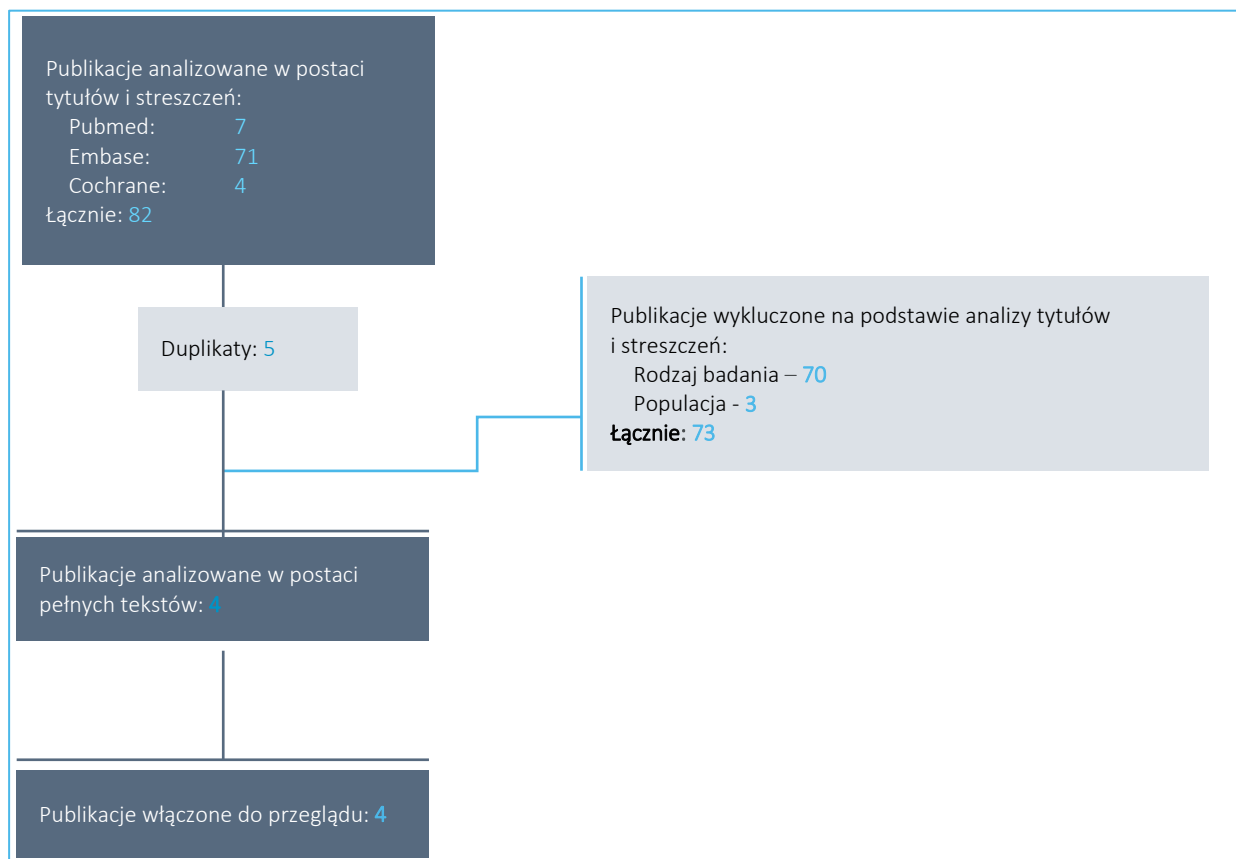 Publikacje analizowane w postaci
tytułów i streszczeń:
Pubmed: 7
Embase: 71
Cochrane: 4
Łącznie: 82
Duplikaty: 5
Publikacje wykluczone na podstawie analizy tytułów
i streszczeń:
Rodzaj badania – 70
Populacja - 3
Łącznie: 73
Publikacje analizowane w postaci
pełnych tekstów: 4
Publikacje włączone do przeglądu: 4